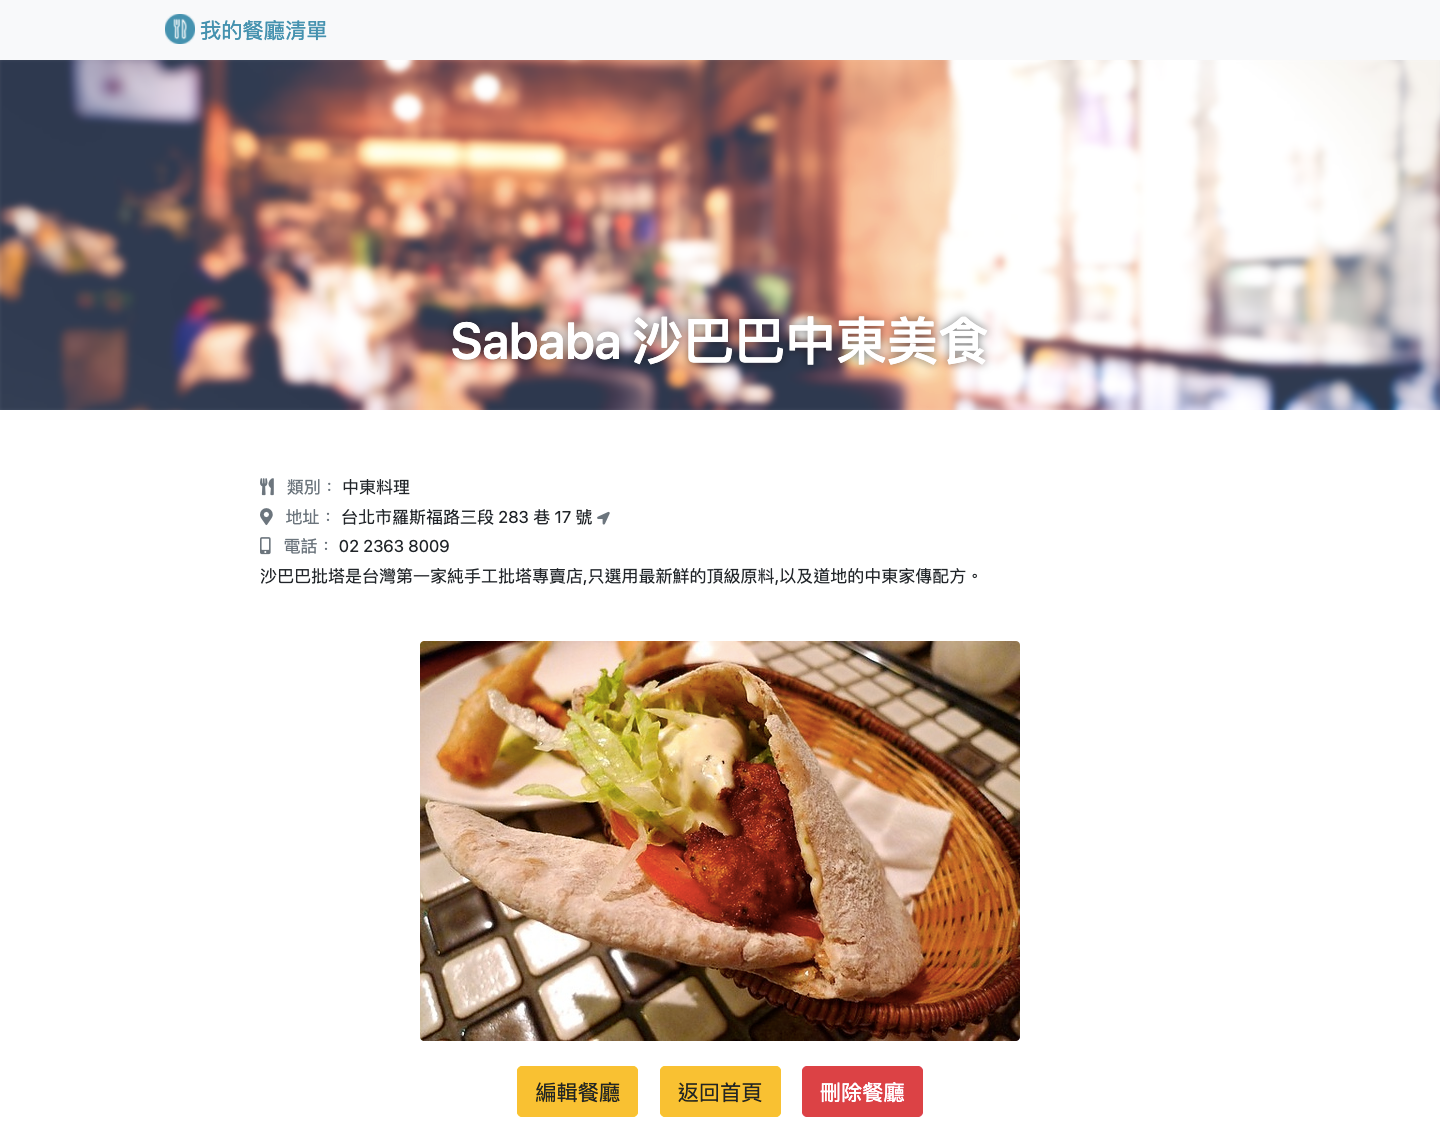 我的餐廳清單
Sababa 沙巴巴中東美食
類別： 中東料理
地址： 台北市羅斯福路三段 283 巷 17 號
電話： 02 2363 8009
沙巴巴批塔是台灣第一家純手工批塔專賣店,只選用最新鮮的頂級原料,以及道地的中東家傳配方。
編輯餐廳
返回首頁
刪除餐廳